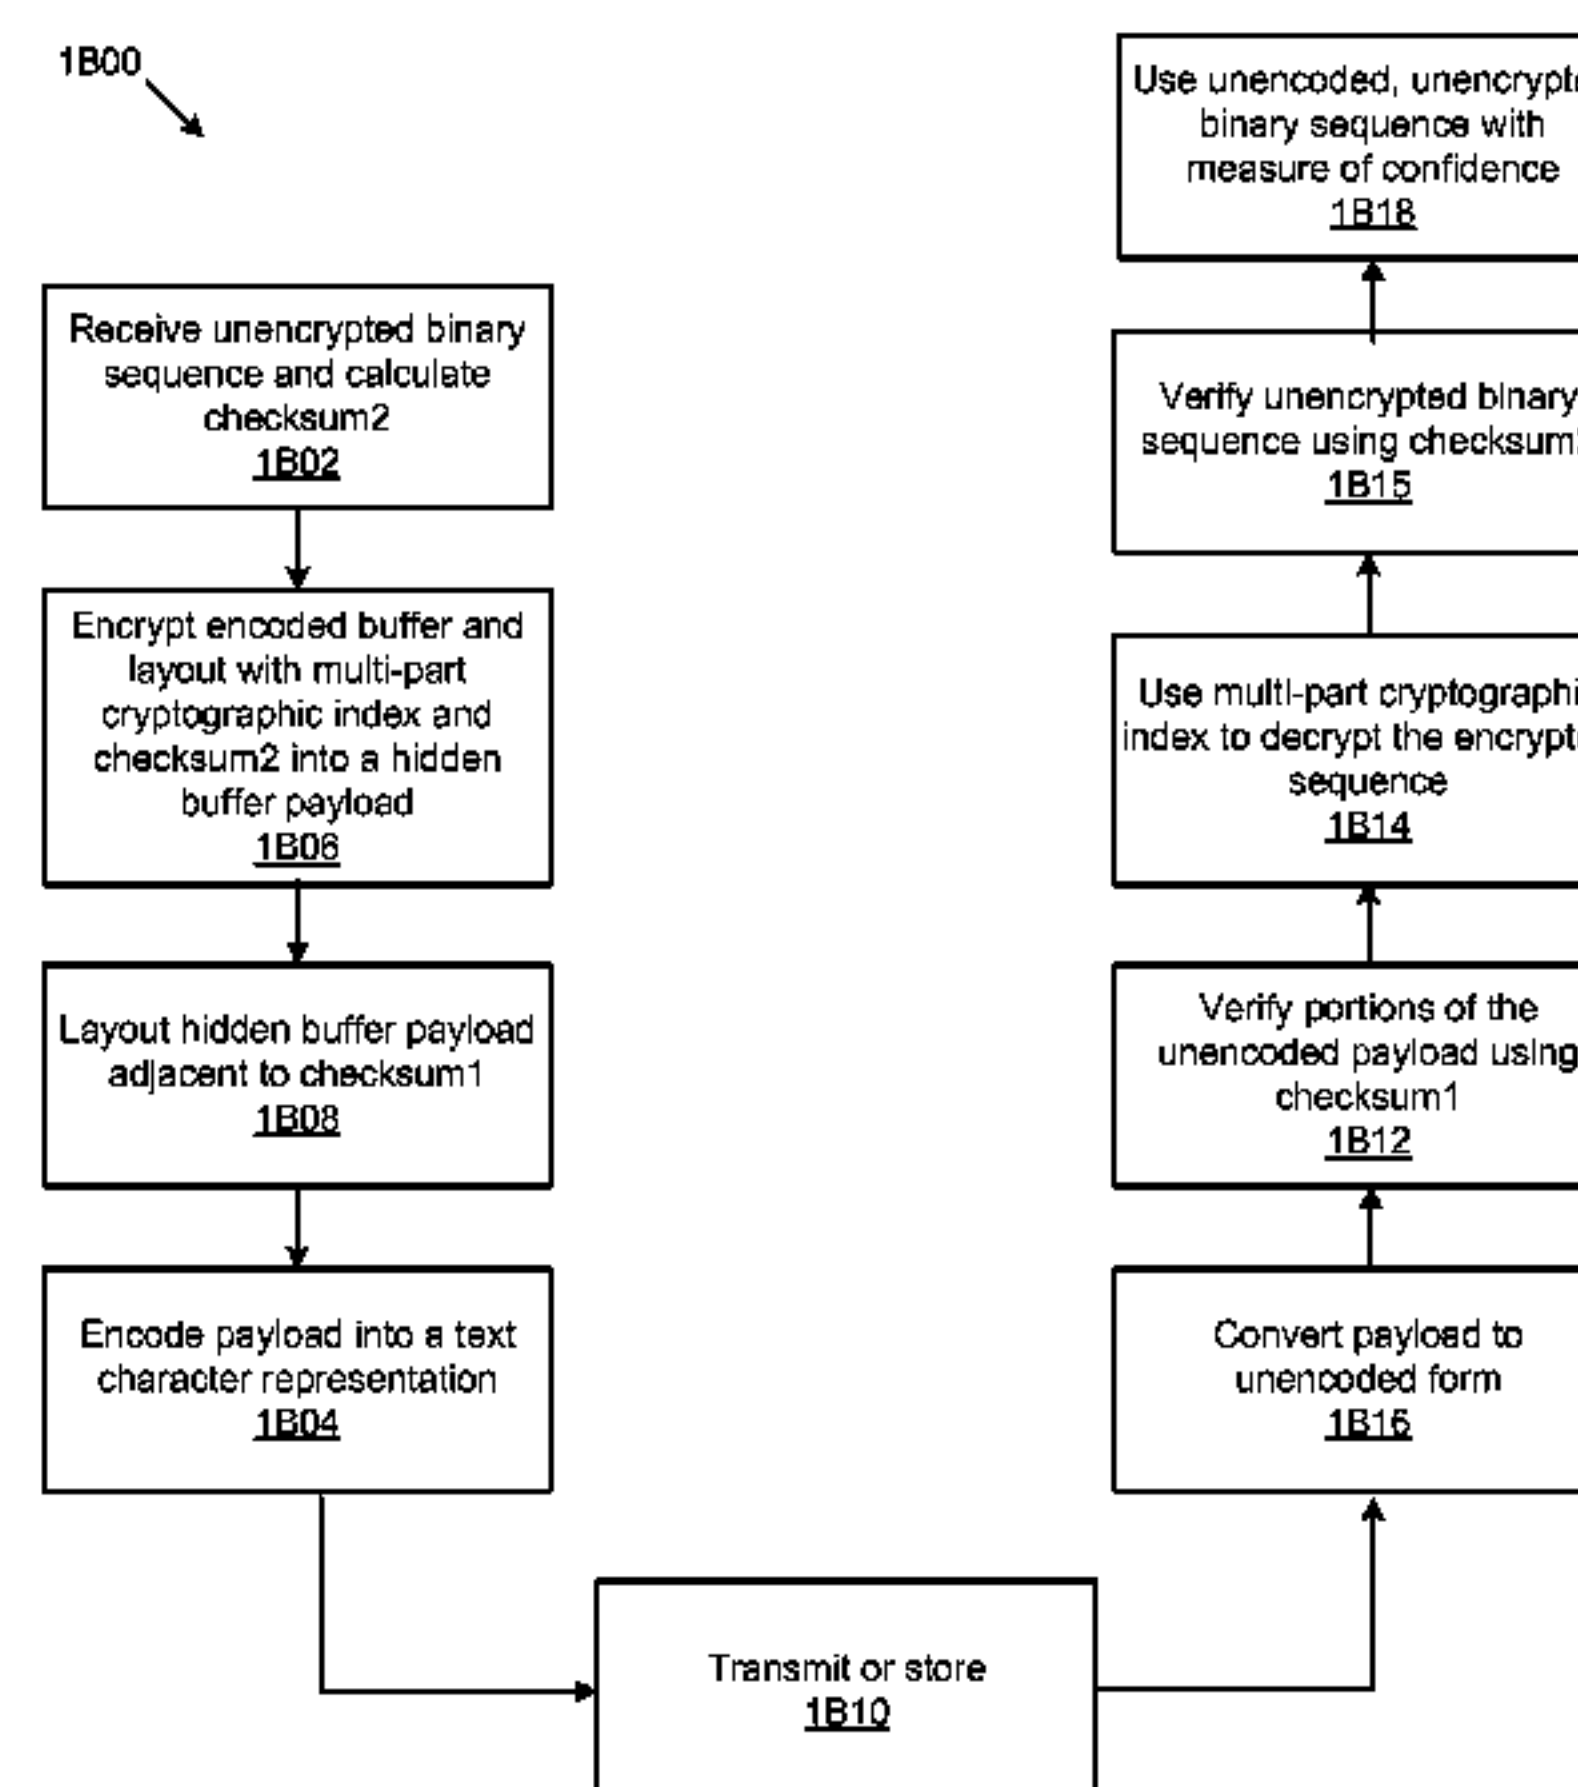 1B00
Receive unencrypted binary
sequence and calculate
checksum2
1B02
Encrypt encoded buffer and
layout with multi-part
cryptographic index and
checksum2 into a hidden
buffer payload
1B06
Layout hidden buffer payload
adjacent to checksum1
1B08
Encode payload into a text
character representation
1B04
Transmit or store
1B10
Use unencoded,
binary sequence with
measure of confidence
1B18
Verify unencrypted binary
sequence using
1B15
Use multi-part
index to decrypt the
sequence
1B14
Verify portions of the
unencoded payload using
checksum1
1B12
Convert payload to
unencoded form
1B16